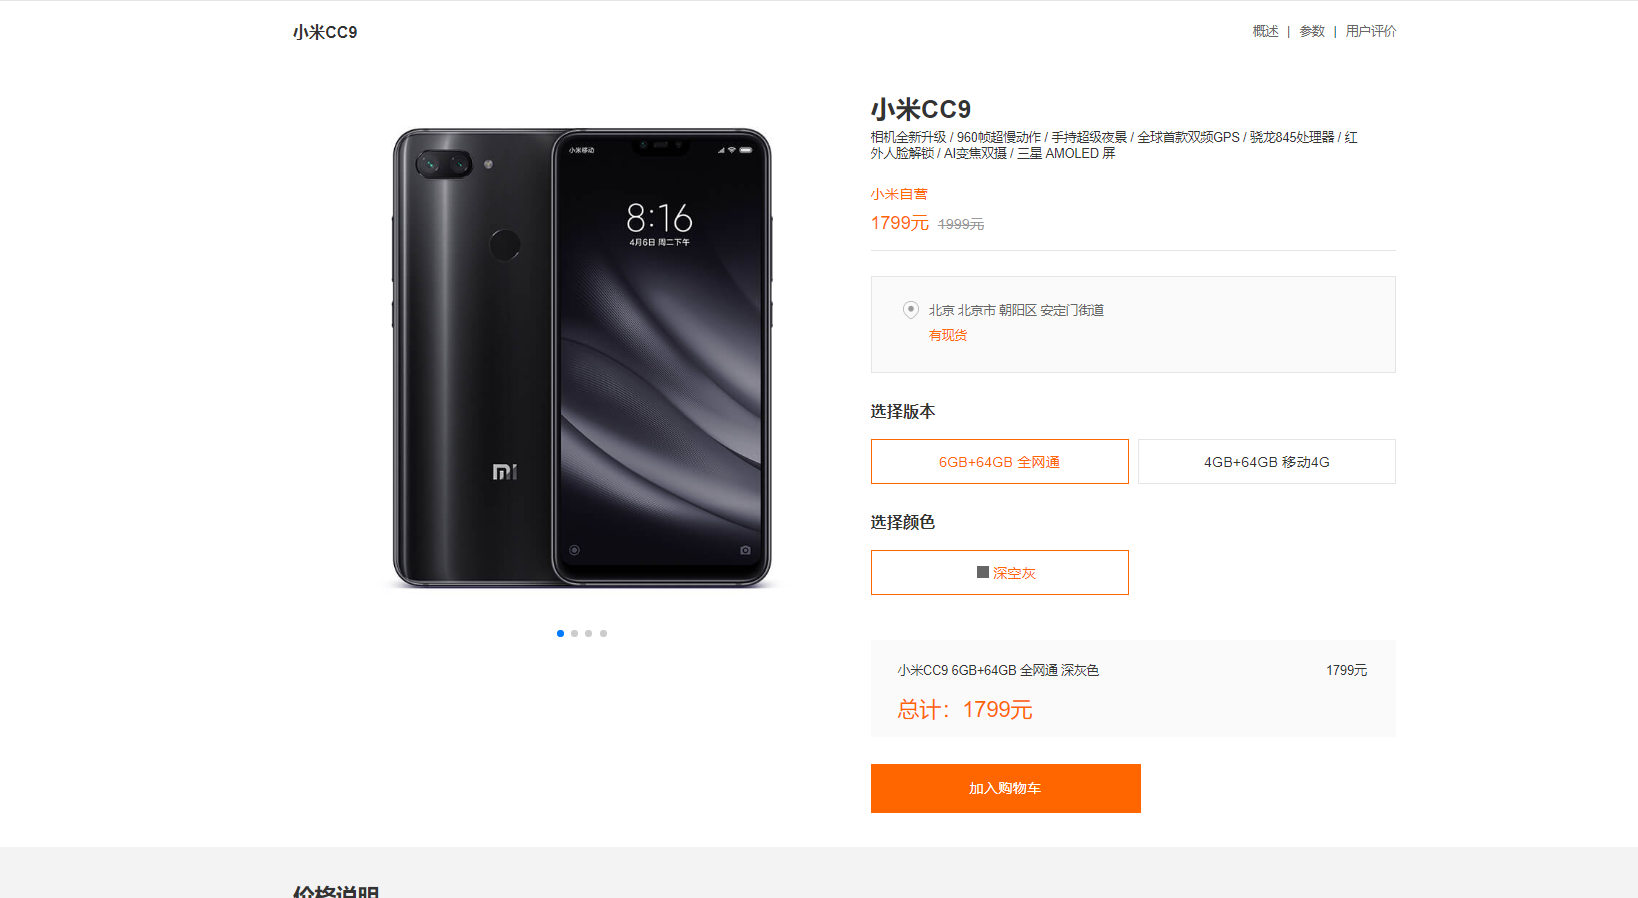 小米CC9
概述 | 参数 | 用户评价
小米CC9
相机全新升级 / 960帧超慢动作 / 手持超级夜景 / 全球首款双频GPS / 骁龙845处理器 / 红
外人脸解锁 / AI变焦双摄 / 三星 AMOLED 屏
小米自营
1799元 1999元
小米移动
8:16
4月6日 周二下午
北京 北京市 朝阳区 安定门街道
有现货
选择版本
6GB+64GB 全网通
4GB+64GB 移动4G
选择颜色
深空灰
小米CC9 6GB+64GB 全网通 深灰色 1799元
总计：1799元
加入购物车
价格说明